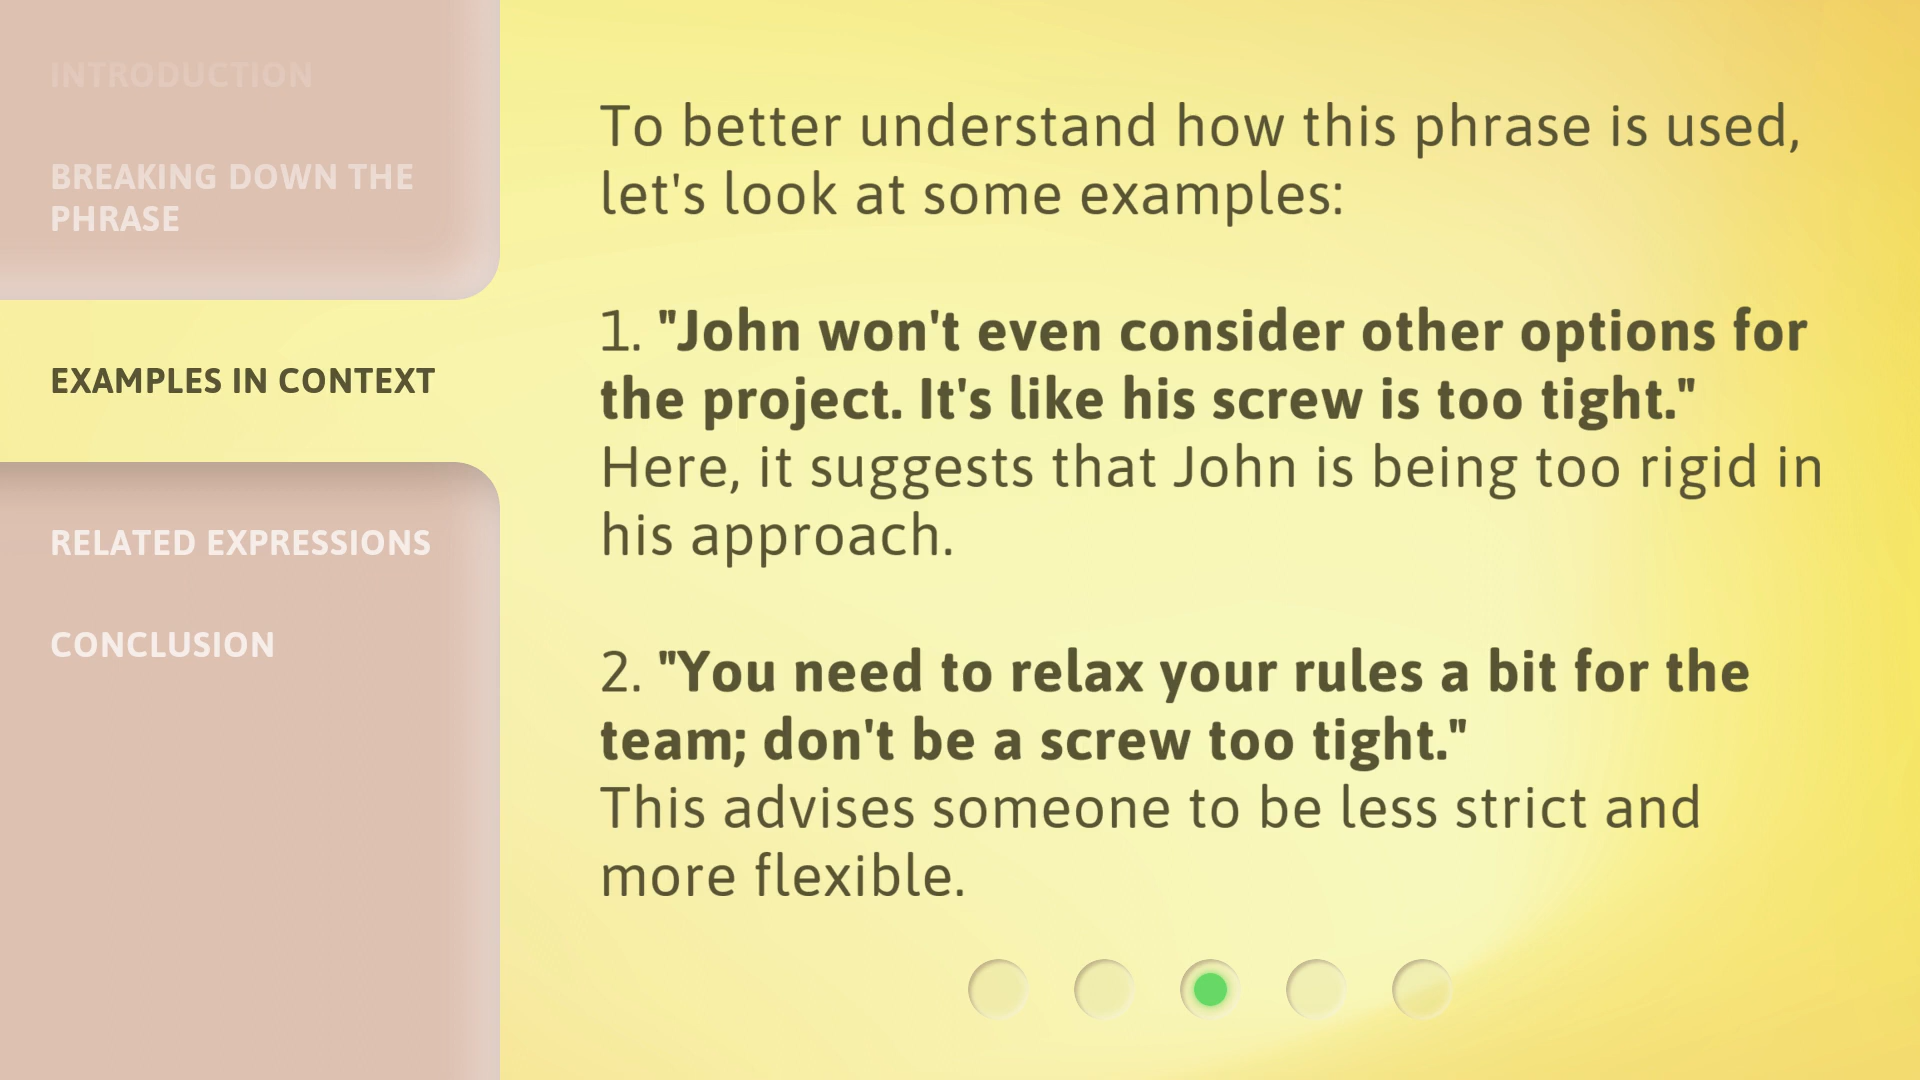 INTRODUCTION
BREAKING DOWN THE
PHRASE
EXAMPLES IN CONTEXT
RELATED EXPRESSIONS
CONCLUSION
To better understand how this phrase is used,
let's look at some examples:
1. "John won't even consider other options for
the project. It's like his screw is too tight."
Here, it suggests that John is being too rigid in
his approach.
2. "You need to relax your rules a bit for the
team; don't be a screw too tight."
This advises someone to be less strict and
more flexible.